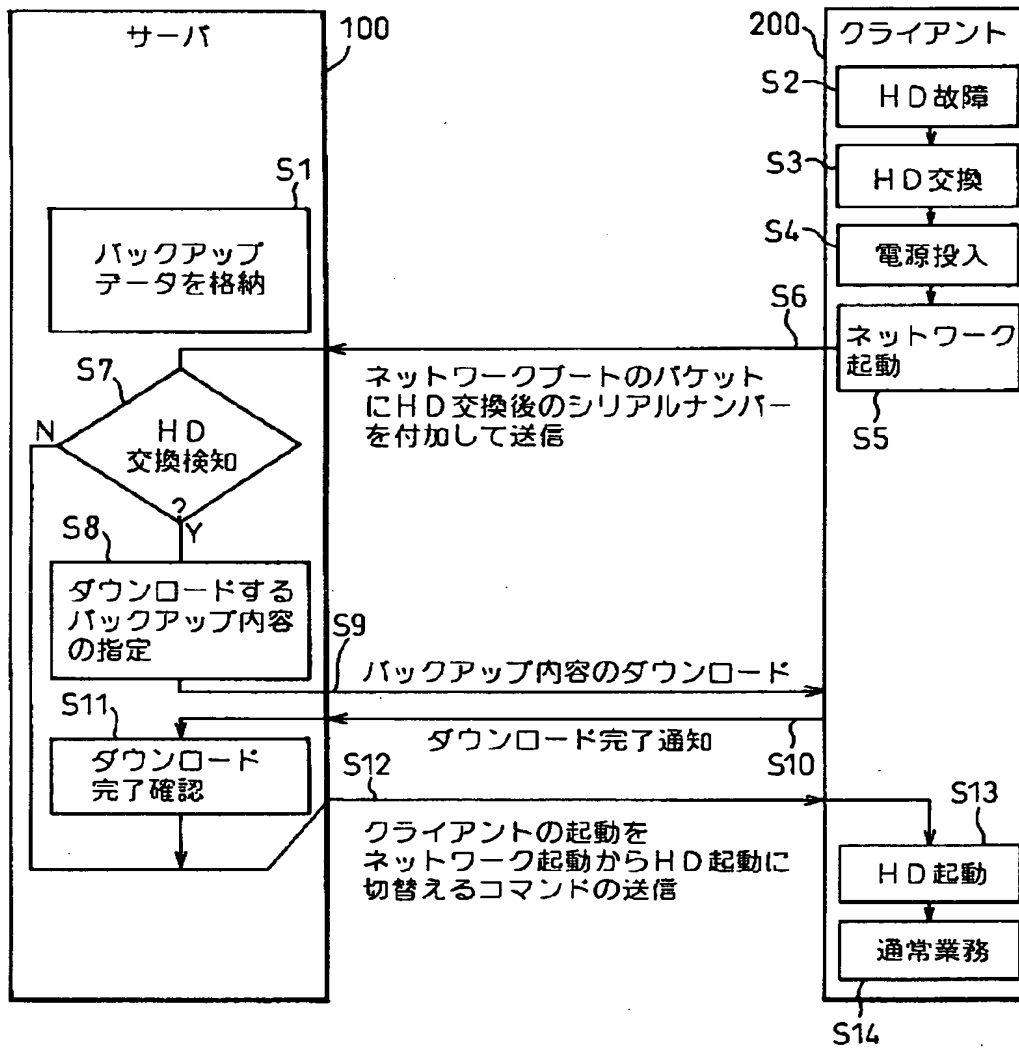 サーバ
100
200
クライアント
S2
HD故障
S3
HD交換
S1
S4
バックアップ
データを格納
電源投入
S6
ネットワーク
起動
S5
S7
ネットワークブートのパケット
にHD交換後のシリアルナンバー
を付加して送信
N
HD
交換検知
?
Y
S8
ダウンロードする
バックアップ内容
の指定
S9
バックアップ内容のダウンロード
S11
ダウンロード完了通知
S10
ダウンロード
完了確認
S12
S13
クライアントの起動を
ネットワーク起動からHD起動に
切替えるコマンドの送信
HD起動
通常業務
S14